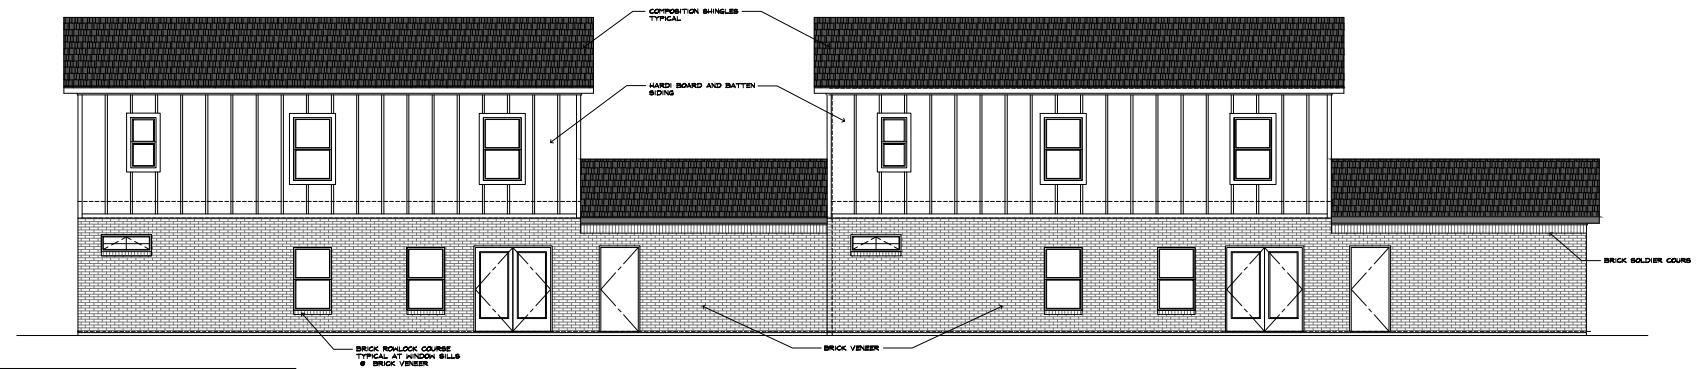 COMPOSITION SHINGLES
TYPICAL
HARDI BOARD AND BATTEN
SIDING
BRICK SOLDIER COURS
BRICK ROWLOCK COURSE
TYPICAL AT WINDOW SILLS
@ BRICK VENEER
BRICK VENEER